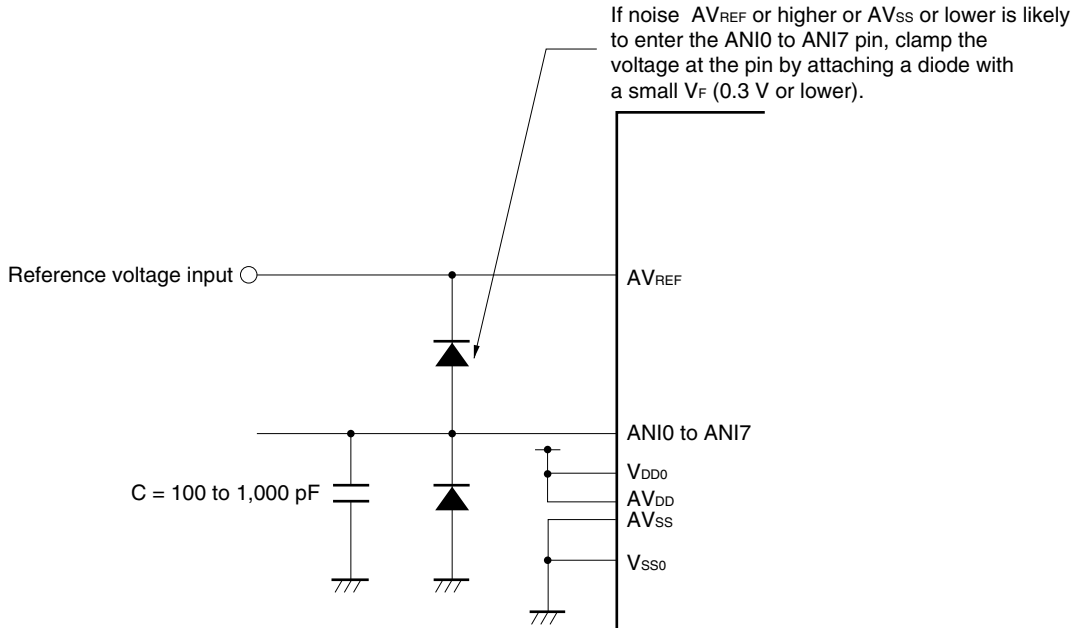 If noise AVREF or higher or AVSS or lower is likely
to enter the ANI0 to ANI7 pin, clamp the
voltage at the pin by attaching a diode with
a small VF (0.3 V or lower).
Reference voltage input
AVREF
ANI0 to ANI7
VDD0
C = 100 to 1,000 pF
AVDD
AVSS
VSS0